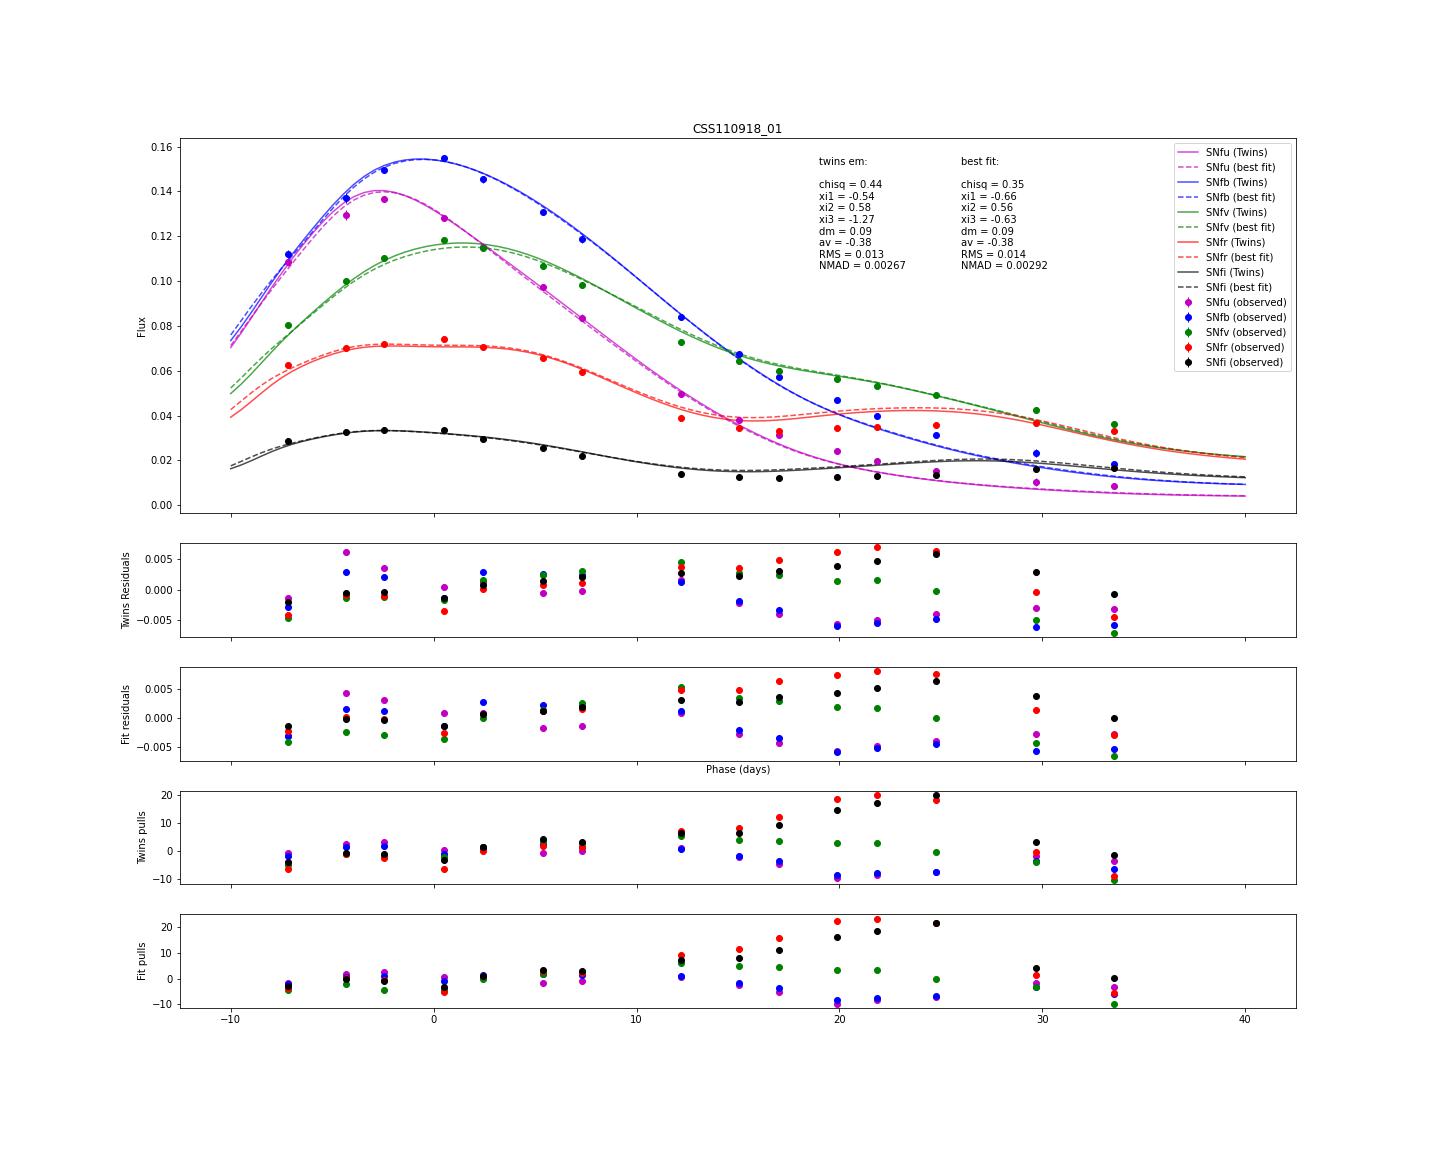 CSS110918_01
0.16
0.14
0.12
0.10
0.08
0.06
0.04
0.02
0.00
Flux
twins em:
chisq = 0.44
xi1 = -0.54
xi2 = 0.58
xi3 = -1.27
dm = 0.09
av = -0.38
RMS = 0.013
NMAD = 0.00267
best fit:
chisq = 0.35
xi1 = -0.66
xi2 = 0.56
xi3 = -0.63
dm = 0.09
av = -0.38
RMS = 0.014
NMAD = 0.00292
SNfu (Twins)
SNfu (best fit)
SNfb (Twins)
SNfb (best fit)
SNfv (Twins)
SNfv (best fit)
SNfr (Twins)
SNfr (best fit)
SNfi (Twins)
SNfi (best fit)
SNfu (observed)
SNfb (observed)
SNfv (observed)
SNfr (observed)
SNfi (observed)
0.005
0.000
−0.005
Twins Residuals
0.005
0.000
−0.005
Fit residuals
Phase (days)
20
10
0
−10
Twins pulls
20
10
0
−10
Fit pulls
−10
0
10
20
30
40